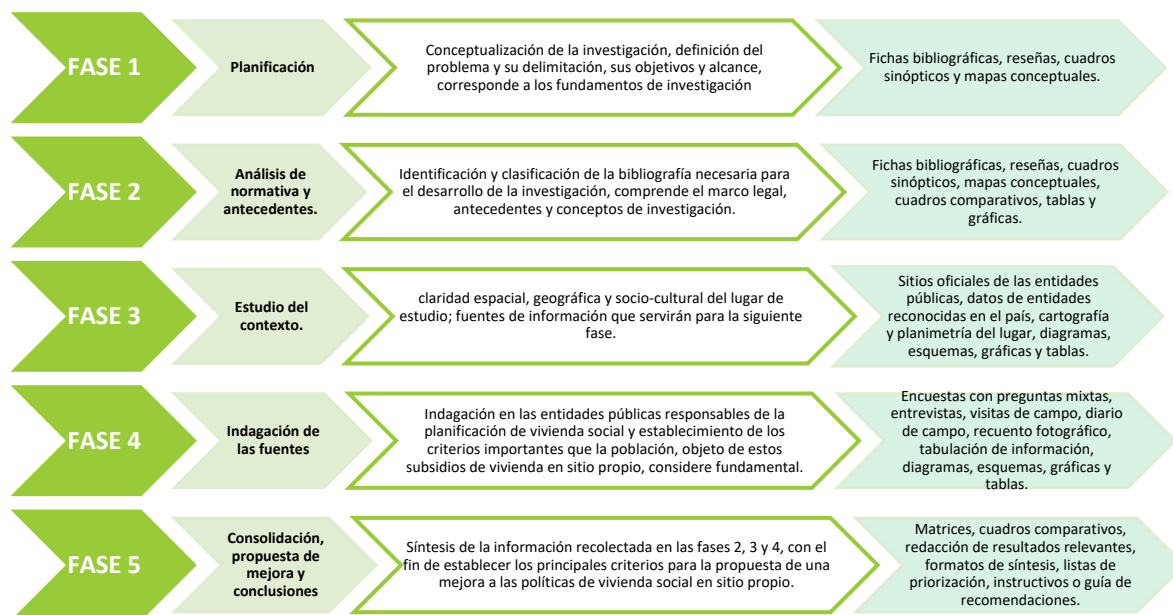 FASE 1
Planificación
Conceptualización de la investigación, definición del
problema y su delimitación, sus objetivos y alcance,
corresponde a los fundamentos de investigación
Fichas bibliográficas, reseñas, cuadros
sinópticos y mapas conceptuales.
FASE 2
Análisis de
normativa y
antecedentes.
Identificación y clasificación de la bibliografía necesaria para
el desarrollo de la investigación, comprende el marco legal,
antecedentes y conceptos de investigación.
Fichas bibliográficas, reseñas, cuadros
sinópticos, mapas conceptuales,
cuadros comparativos, tablas y
gráficas.
FASE 3
Estudio del
contexto.
claridad espacial, geográfica y socio-cultural del lugar de
estudio; fuentes de información que servirán para la siguiente
fase.
Sitios oficiales de las entidades
públicas, datos de entidades
reconocidas en el país, cartografía
y planimetría del lugar, diagramas,
esquemas, gráficas y tablas.
FASE 4
Indagación de
las fuentes
Indagación en las entidades públicas responsables de la
planificación de vivienda social y establecimiento de los
criterios importantes que la población, objeto de estos
subsidios de vivienda en sitio propio, considere fundamental.
Encuestas con preguntas mixtas,
entrevistas, visitas de campo, diario
de campo, recuento fotográfico,
tabulación de información,
diagramas, esquemas, gráficas y
tablas.
FASE 5
Consolidación,
propuesta de
mejora y
conclusiones
Síntesis de la información recolectada en las fases 2, 3 y 4, con el
fin de establecer los principales criterios para la propuesta de una
mejora a las políticas de vivienda social en sitio propio.
Matrices, cuadros comparativos,
redacción de resultados relevantes,
formatos de síntesis, listas de
priorización, instructivos o guía de
recomendaciones.